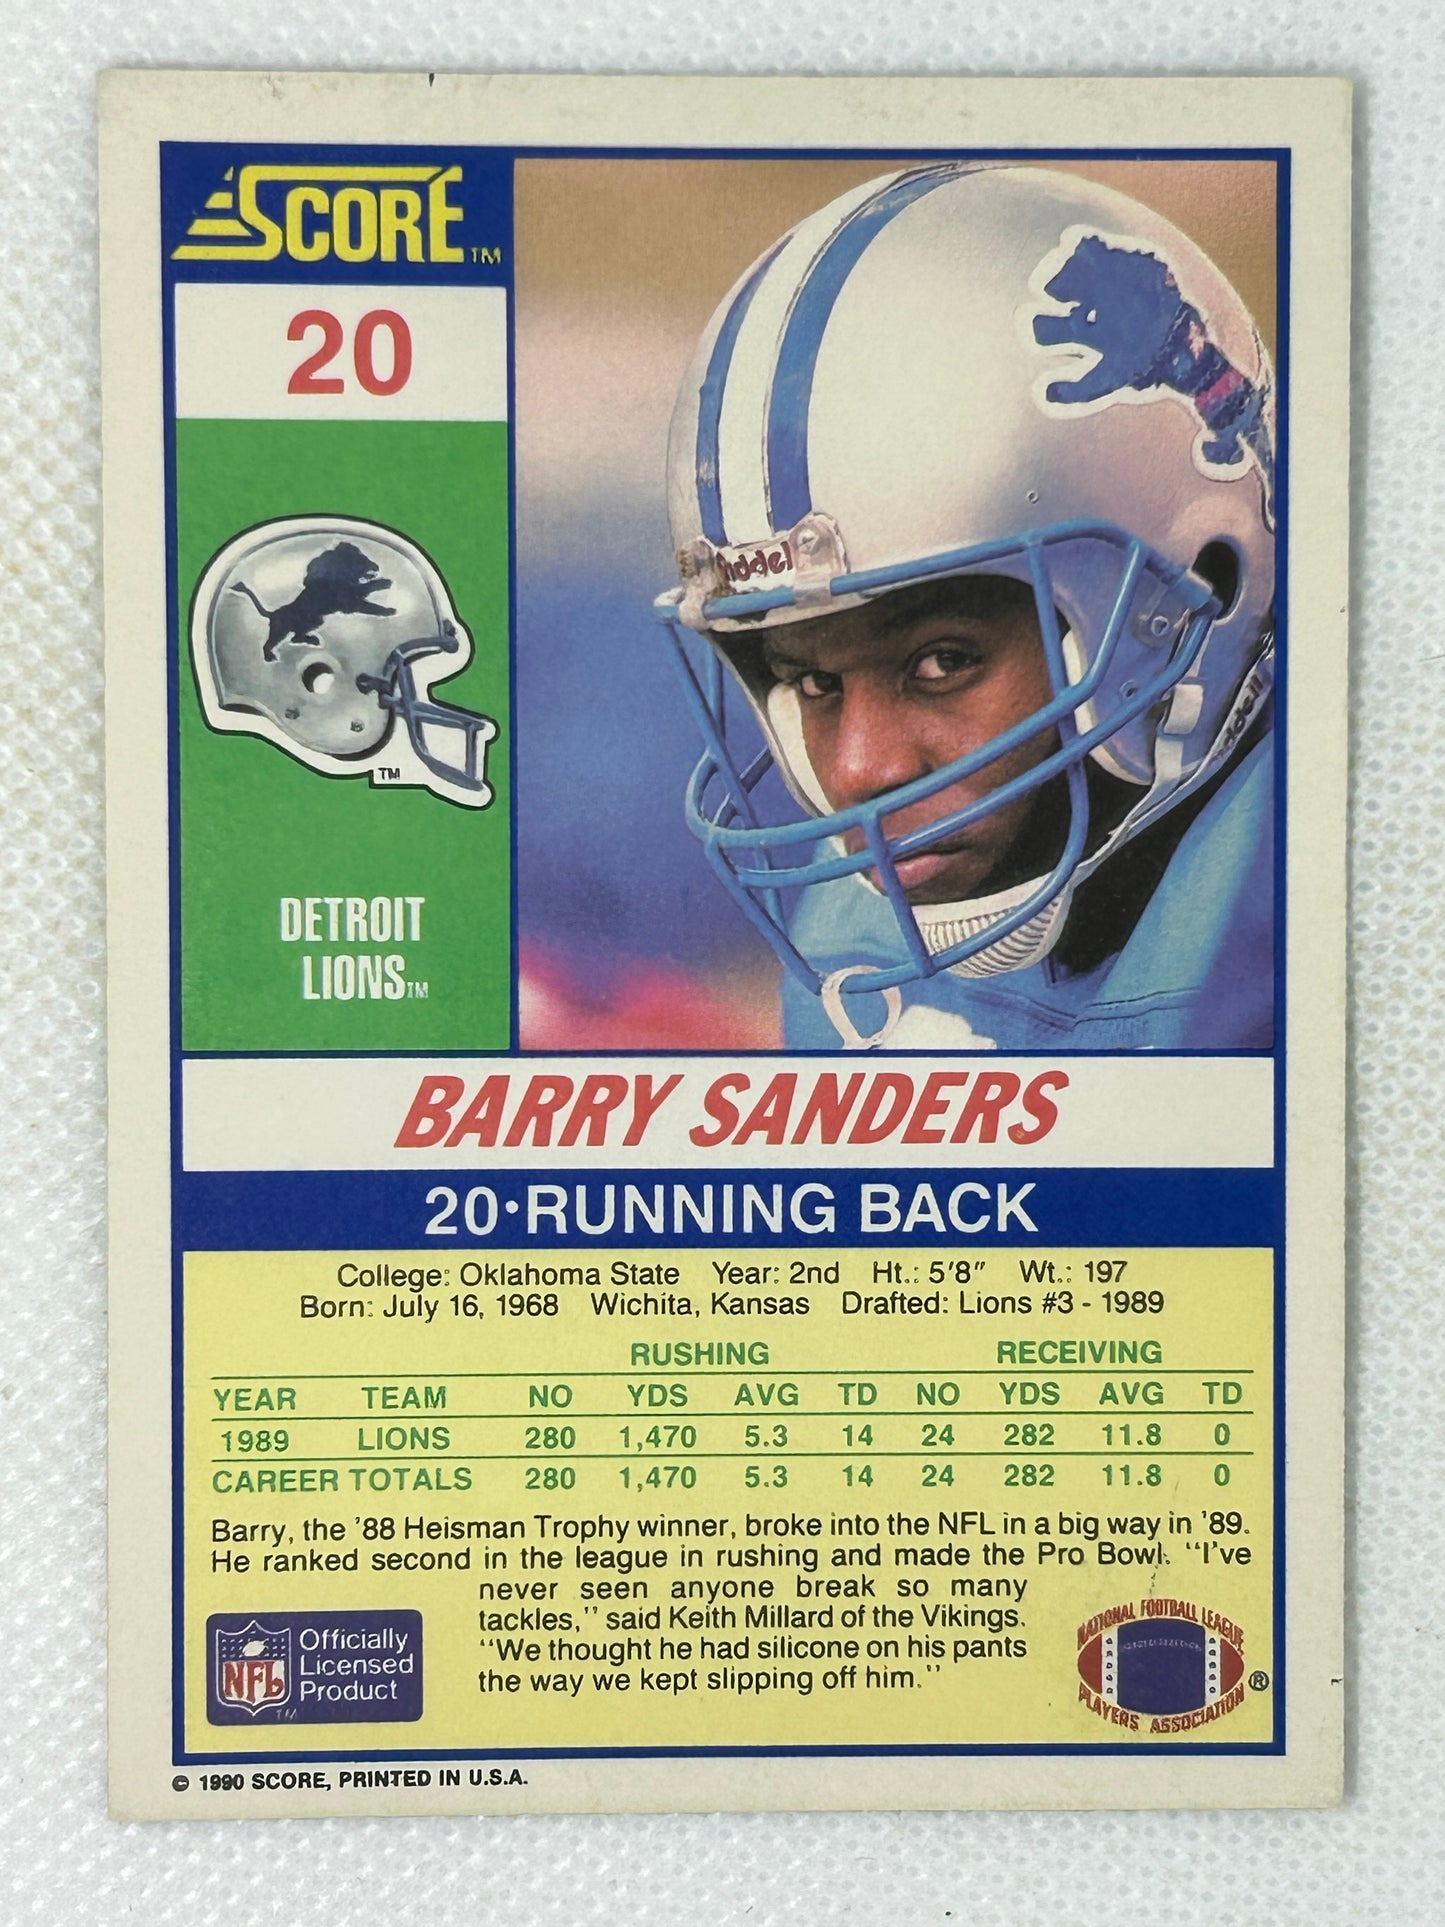 SCORE™
20
Riddell
Riddell
TM
DETROIT
LIONS™
BARRY SANDERS
20•RUNNING BACK
College: Oklahoma State Year: 2nd Ht.: 5'8" Wt.: 197
Born: July 16, 1968 Wichita, Kansas Drafted: Lions #3 - 1989
RUSHING RECEIVING
YEAR TEAM NO YDS AVG TD NO YDS AVG TD
1989 LIONS 280 1,470 5.3 14 24 282 11.8 0
CAREER TOTALS 280 1,470 5.3 14 24 282 11.8 0
Barry, the '88 Heisman Trophy winner, broke into the NFL in a big way in '89.
He ranked second in the league in rushing and made the Pro Bowl. "I've
never seen anyone break so many
tackles," said Keith Millard of the Vikings.
"We thought he had silicone on his pants
the way we kept slipping off him."
NFL
TM
Officially
Licensed
Product
NATIONAL FOOTBALL LEAGUE
PLAYERS ASSOCIATION ®
© 1990 SCORE, PRINTED IN U.S.A.